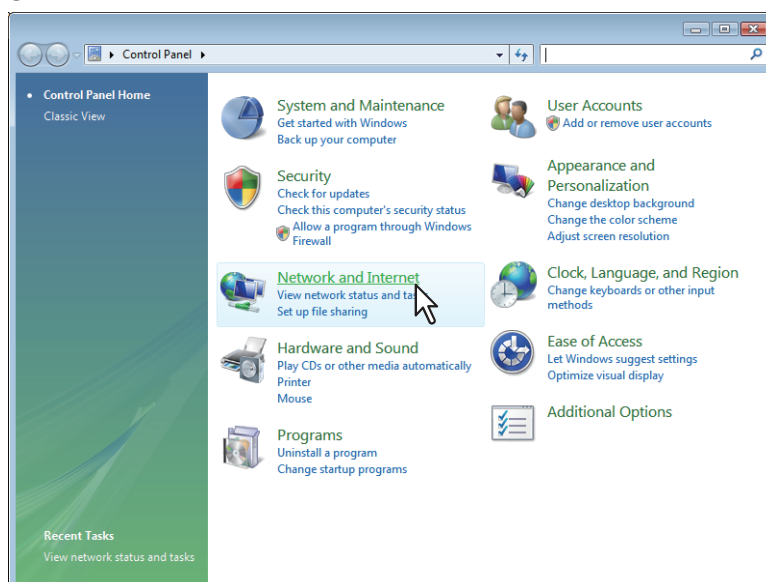 Control Panel
Control Panel Home
Classic View
System and Maintenance
Get started with Windows
Back up your computer
Security
Check for updates
Check this computer's security status
Allow a program through Windows
Firewall
Network and Internet
View network status and
Set up file sharing
Hardware and Sound
Play CDs or other media automatically
Printer
Mouse
Programs
Uninstall a program
Change startup programs
User Accounts
Add or remove user accounts
Appearance and
Personalization
Change desktop background
Change the color scheme
Adjust screen resolution
Clock, Language, and Region
Change keyboards or other input
methods
Ease of Access
Let Windows suggest settings
Optimize visual display
Additional Options
Recent Tasks
View network status and tasks